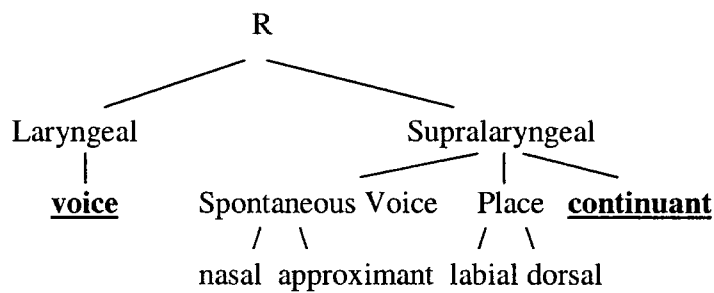 R
Laryngeal Supralaryngeal
voice Spontaneous Voice Place continuant
nasal approximant labial dorsal